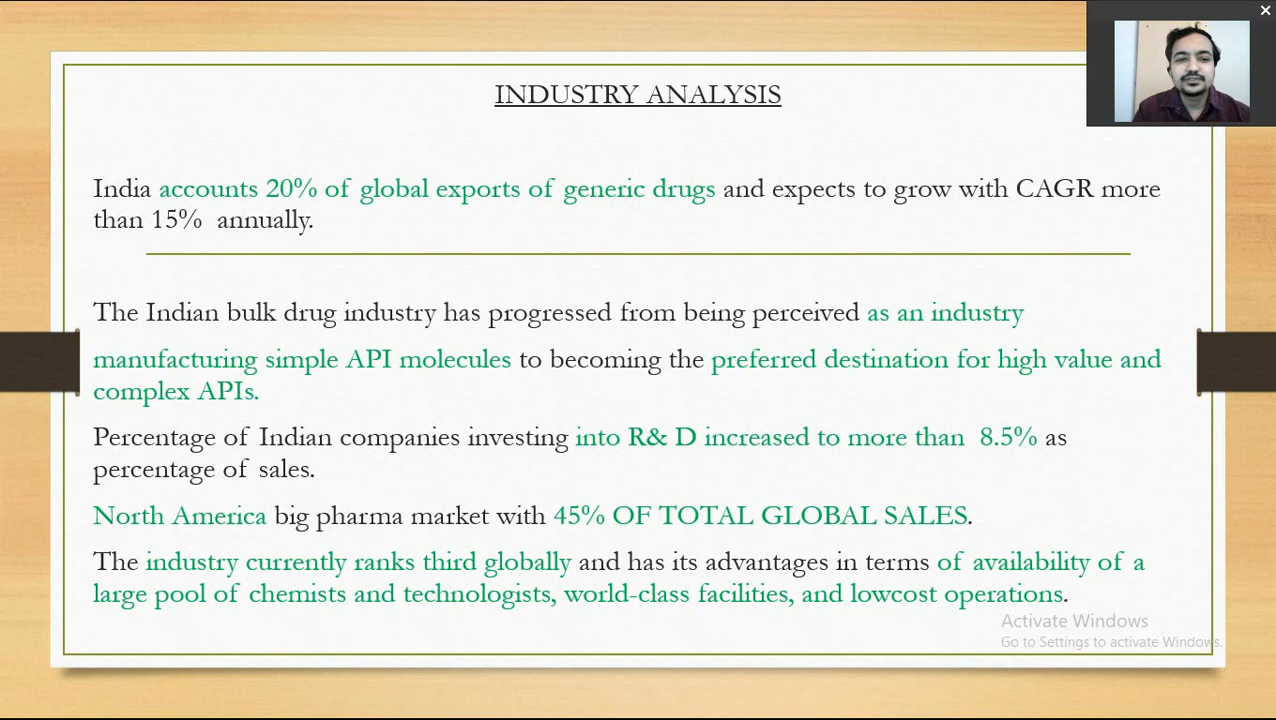 INDUSTRY ANALYSIS
India accounts 20% of global exports of generic drugs and expects to grow with CAGR more
than 15% annually.
The Indian bulk drug industry has progressed from being perceived as an industry
manufacturing simple API molecules to becoming the preferred destination for high value and
complex APIs.
Percentage of Indian companies investing into R& D increased to more than 8.5% as
percentage of sales.
North America big pharma market with 45% OF TOTAL GLOBAL SALES.
The industry currently ranks third globally and has its advantages in terms of availability of a
large pool of chemists and technologists, world-class facilities, and lowcost operations.
Activate Windows
Go to Settings to activate Windows.